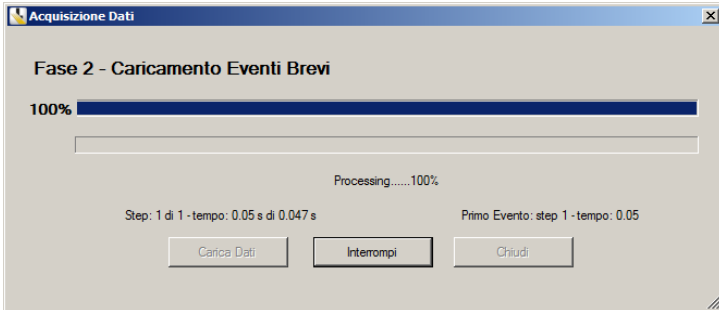 Acquisizione Dati
Fase 2 - Caricamento Eventi Brevi
100%
Processing......100%
Step: 1 di 1 - tempo: 0.05 s di 0.047 s Primo Evento: step 1 - tempo: 0.05
Carica Dati Interrompi Chiudi